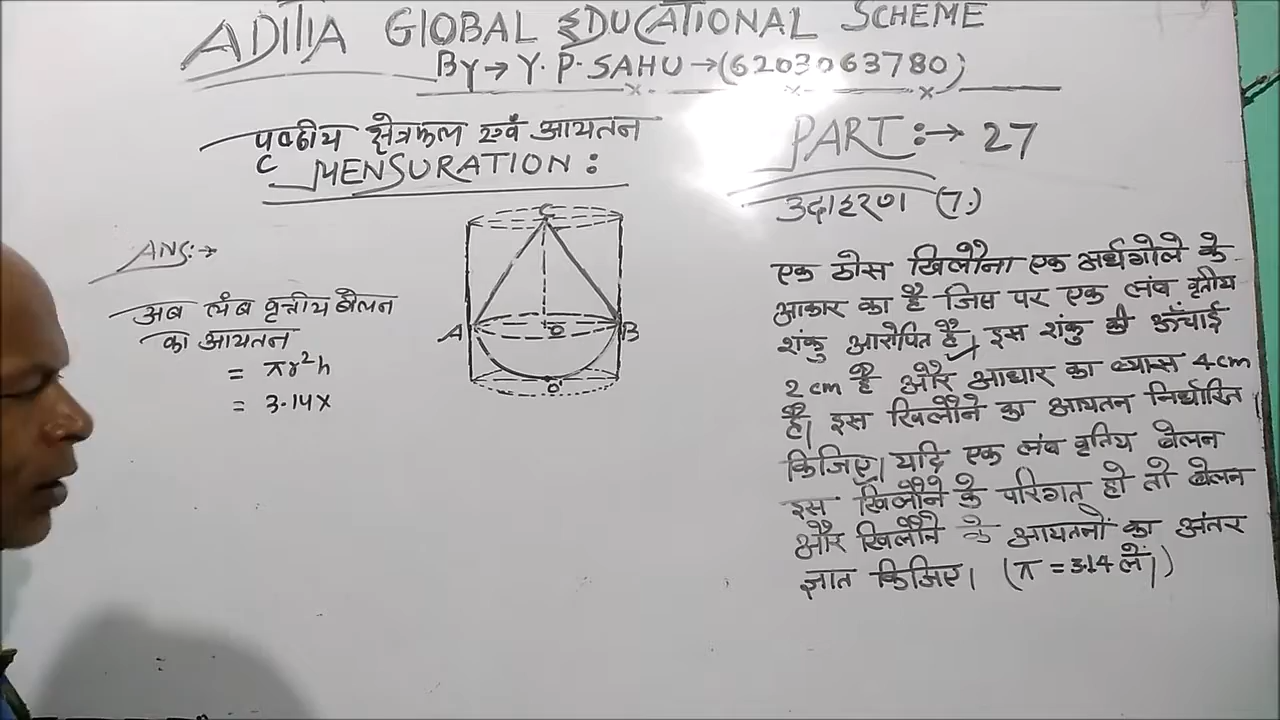 ADITIA GLOBAL EDUCATIONAL SCHEME
BY → Y. P. SAHU → (6203063780)
पृष्ठीय क्षेत्रफल एवं आयतन
MENSURATION :
PART :→ 27
उदाहरण (7.)
ANS:→
अब लंब वृत्तीय बेलन
का आयतन
= πr²h
= 3.14x
C
A
O
B
O'
एक ठोस खिलौना एक अर्धगोले के
आकार का है जिस पर एक लंब वृतीय
शंकु आरोपित है। इस शंकु की ऊँचाई
2 cm है और आधार का व्यास 4 cm
है। इस खिलौने का आयतन निर्धारित
किजिए। यदि एक लंब वृतिय बेलन
इस खिलौने के परिगत् हो तो बेलन
और खिलौने के आयतनों का अंतर
ज्ञात किजिए। (π = 3.14 लें।)